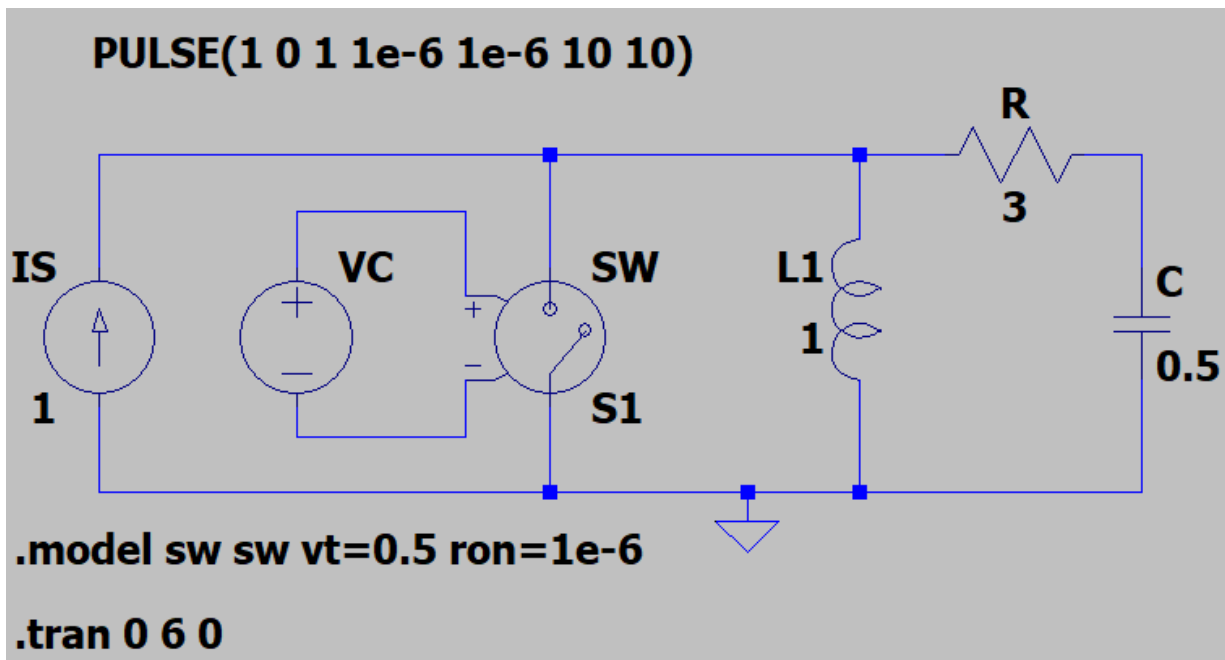 PULSE(1 0 1 1e-6 1e-6 10 10)
R
3
IS
1
VC
+
−
+
−
SW
S1
L1
1
C
0.5
.model sw sw vt=0.5 ron=1e-6
.tran 0 6 0